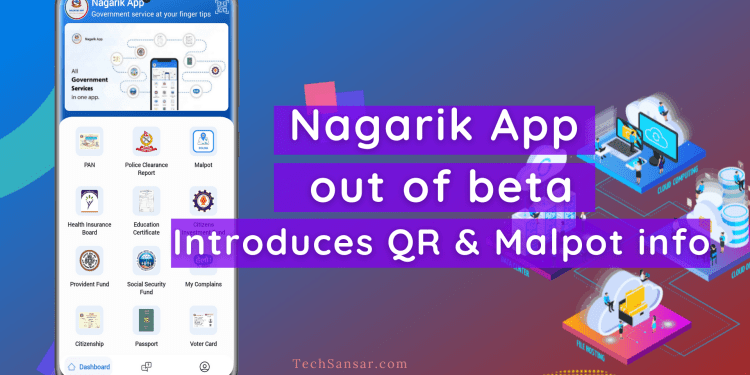 Nagarik App
Government service at your finger tips
Nagarik App
All
Government
Services
in one app.
PAN
Police Clearance
Report
Malpot
Health Insurance
Board
Education
Certificate
Citizens
Provident Fund
Social Security
Fund
My Complains
Citizenship
Passport
Voter Card
Dashboard
Nagarik App
out of beta
Introduces QR & Malpot info
CLOUD COMPUTING
FILE HOSTING
TechSansar.com